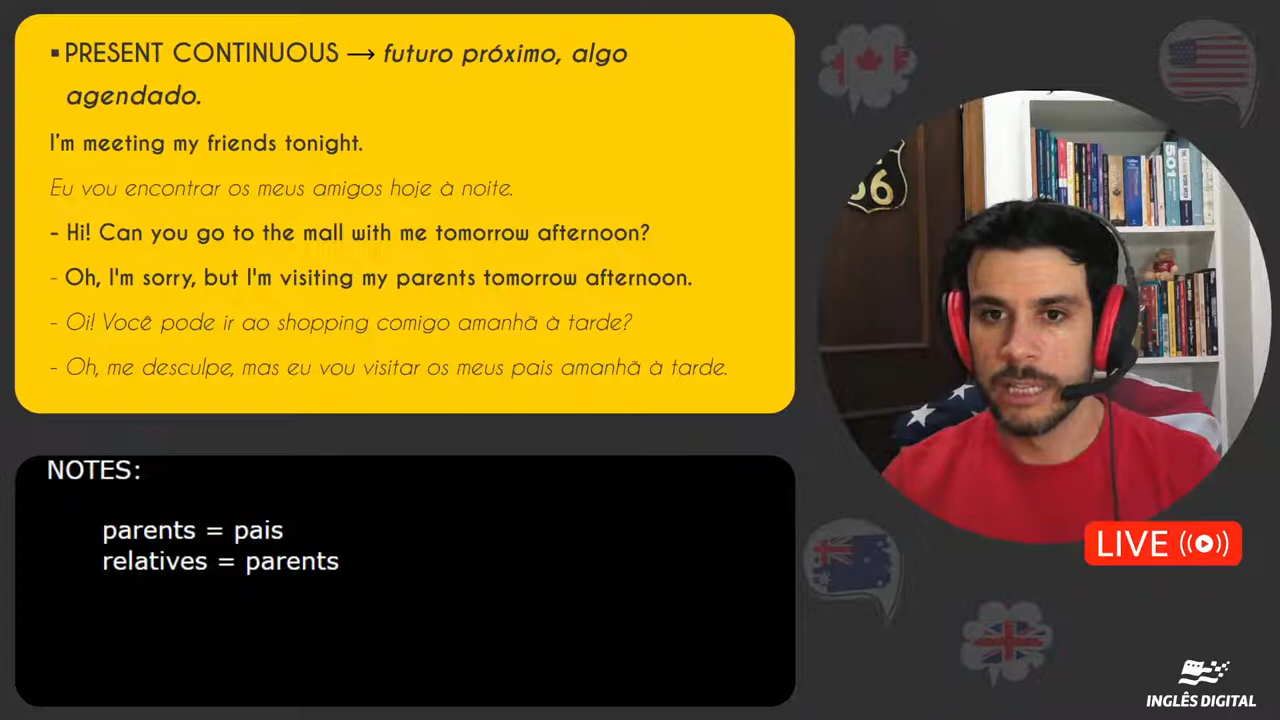 ▪ PRESENT CONTINUOUS → futuro próximo, algo
agendado.
I'm meeting my friends tonight.
Eu vou encontrar os meus amigos hoje à noite.
- Hi! Can you go to the mall with me tomorrow afternoon?
- Oh, I'm sorry, but I'm visiting my parents tomorrow afternoon.
- Oi! Você pode ir ao shopping comigo amanhã à tarde?
- Oh, me desculpe, mas eu vou visitar os meus pais amanhã à tarde.
NOTES:
parents = pais
relatives = parents
66
501
LIVE
INGLÊS DIGITAL